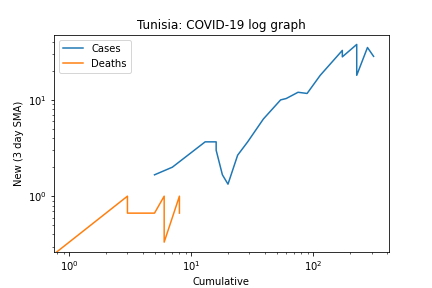 Tunisia: COVID-19 log graph
Cases
Deaths
New (3 day SMA)
10¹
10⁰
10⁰ 10¹ 10²
Cumulative